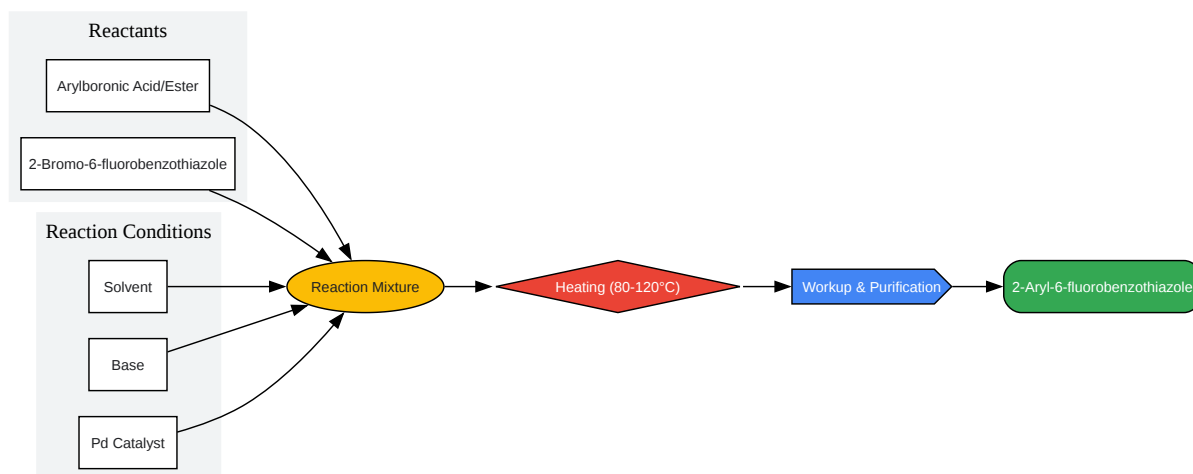 Reactants
Arylboronic Acid/Ester
2-Bromo-6-fluorobenzothiazole
Reaction Conditions
Solvent
Base
Pd Catalyst
Reaction Mixture
Heating (80-120°C)
Workup & Purification
2-Aryl-6-fluorobenzothiazole